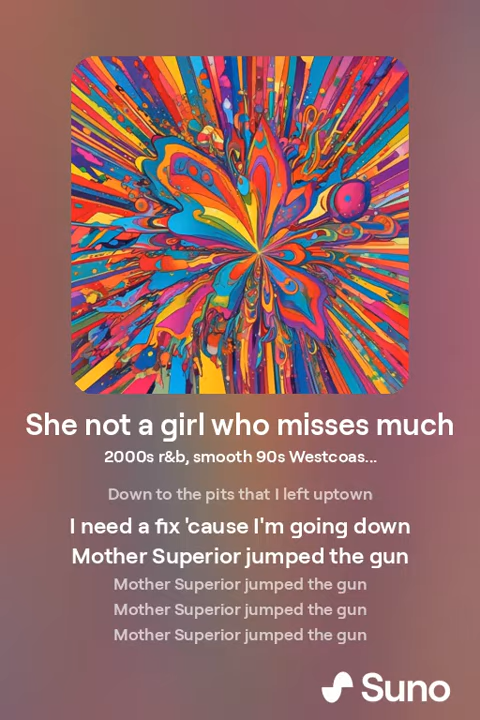 She not a girl who misses much
2000s r&b, smooth 90s Westcoas...
Down to the pits that I left uptown
I need a fix 'cause I'm going down
Mother Superior jumped the gun
Mother Superior jumped the gun
Mother Superior jumped the gun
Mother Superior jumped the gun
Suno